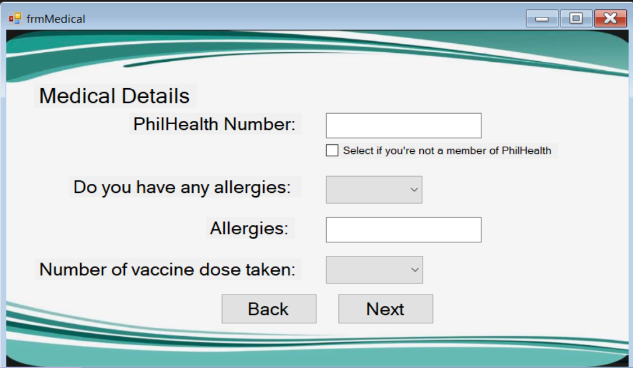 frmMedical
Medical Details
PhilHealth Number:
Select if you're not a member of PhilHealth
Do you have any allergies:
Allergies:
Number of vaccine dose taken:
Back Next